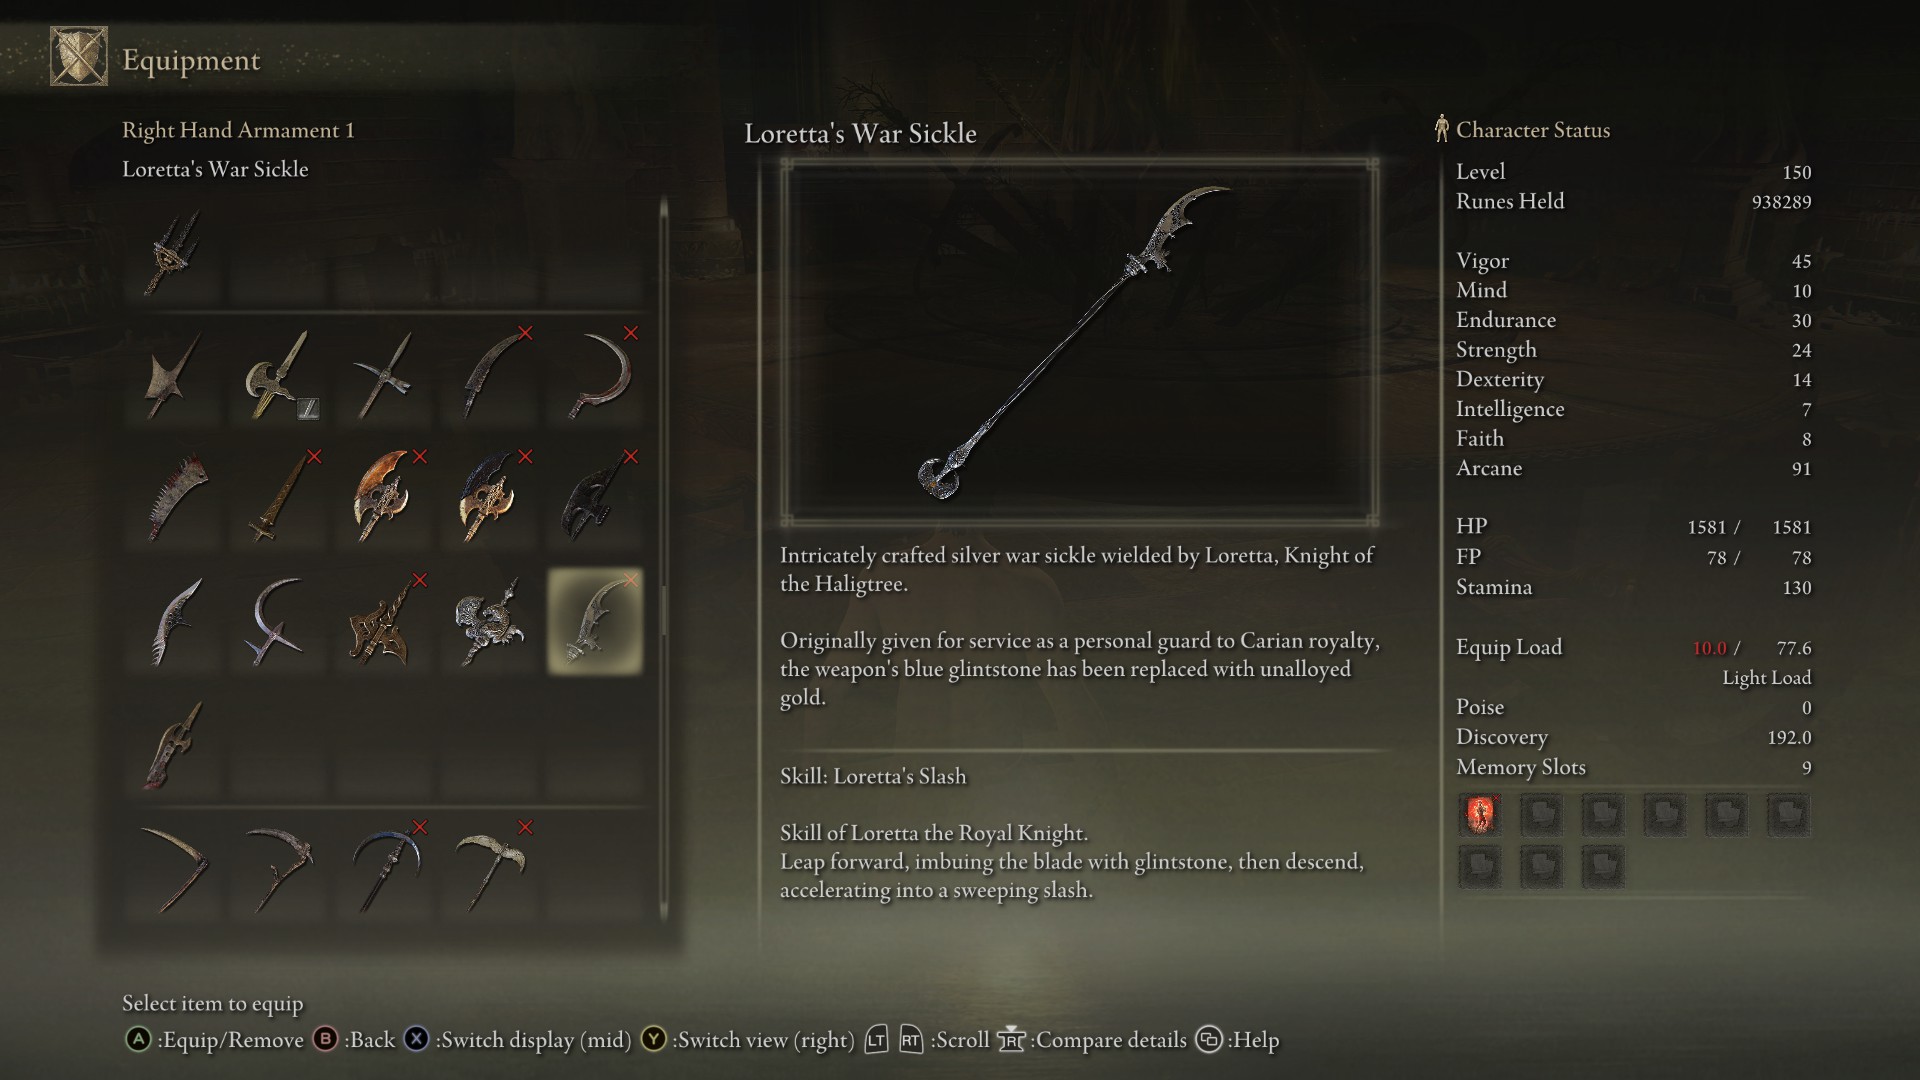 Equipment
Right Hand Armament 1
Loretta's War Sickle
Loretta's War Sickle
Intricately crafted silver war sickle wielded by Loretta, Knight of
the Haligtree.
Originally given for service as a personal guard to Carian royalty,
the weapon's blue glintstone has been replaced with unalloyed
gold.
Skill: Loretta's Slash
Skill of Loretta the Royal Knight.
Leap forward, imbuing the blade with glintstone, then descend,
accelerating into a sweeping slash.
Character Status
Level 150
Runes Held 938289
Vigor 45
Mind 10
Endurance 30
Strength 24
Dexterity 14
Intelligence 7
Faith 8
Arcane 91
HP 1581 / 1581
FP 78 / 78
Stamina 130
Equip Load 10.0 / 77.6
Light Load
Poise 0
Discovery 192.0
Memory Slots 9
Select item to equip
A :Equip/Remove B :Back X :Switch display (mid) Y :Switch view (right) LT RT :Scroll R :Compare details :Help